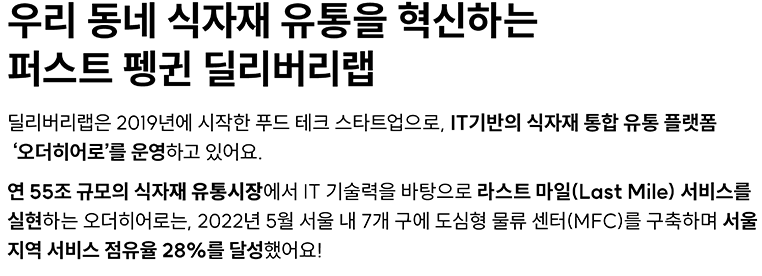 우리 동네 식자재 유통을 혁신하는
퍼스트 펭귄 딜리버리랩
딜리버리랩은 2019년에 시작한 푸드 테크 스타트업으로, IT기반의 식자재 통합 유통 플랫폼
‘오더히어로’를 운영하고 있어요.
연 55조 규모의 식자재 유통시장에서 IT 기술력을 바탕으로 라스트 마일(Last Mile) 서비스를
실현하는 오더히어로는, 2022년 5월 서울 내 7개 구에 도심형 물류 센터(MFC)를 구축하며 서울
지역 서비스 점유율 28%를 달성했어요!